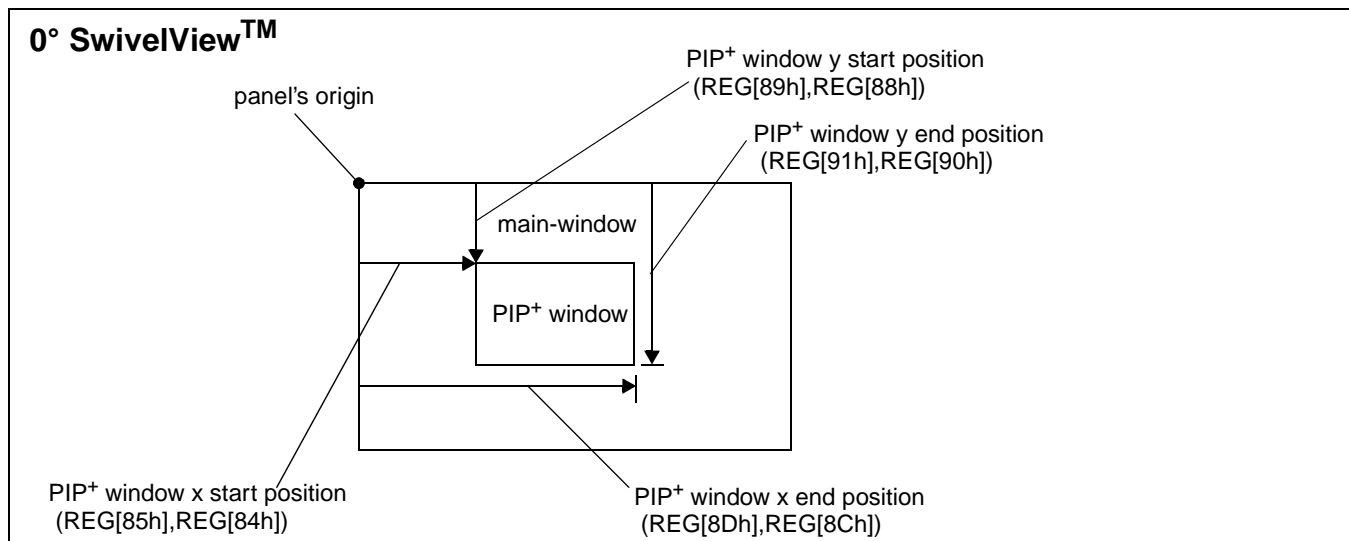 0° SwivelView™
PIP+ window y start position
(REG[89h],REG[88h])
panel's origin
PIP+ window y end position
(REG[91h],REG[90h])
main-window
PIP+ window
PIP+ window x start position
(REG[85h],REG[84h])
PIP+ window x end position
(REG[8Dh],REG[8Ch])